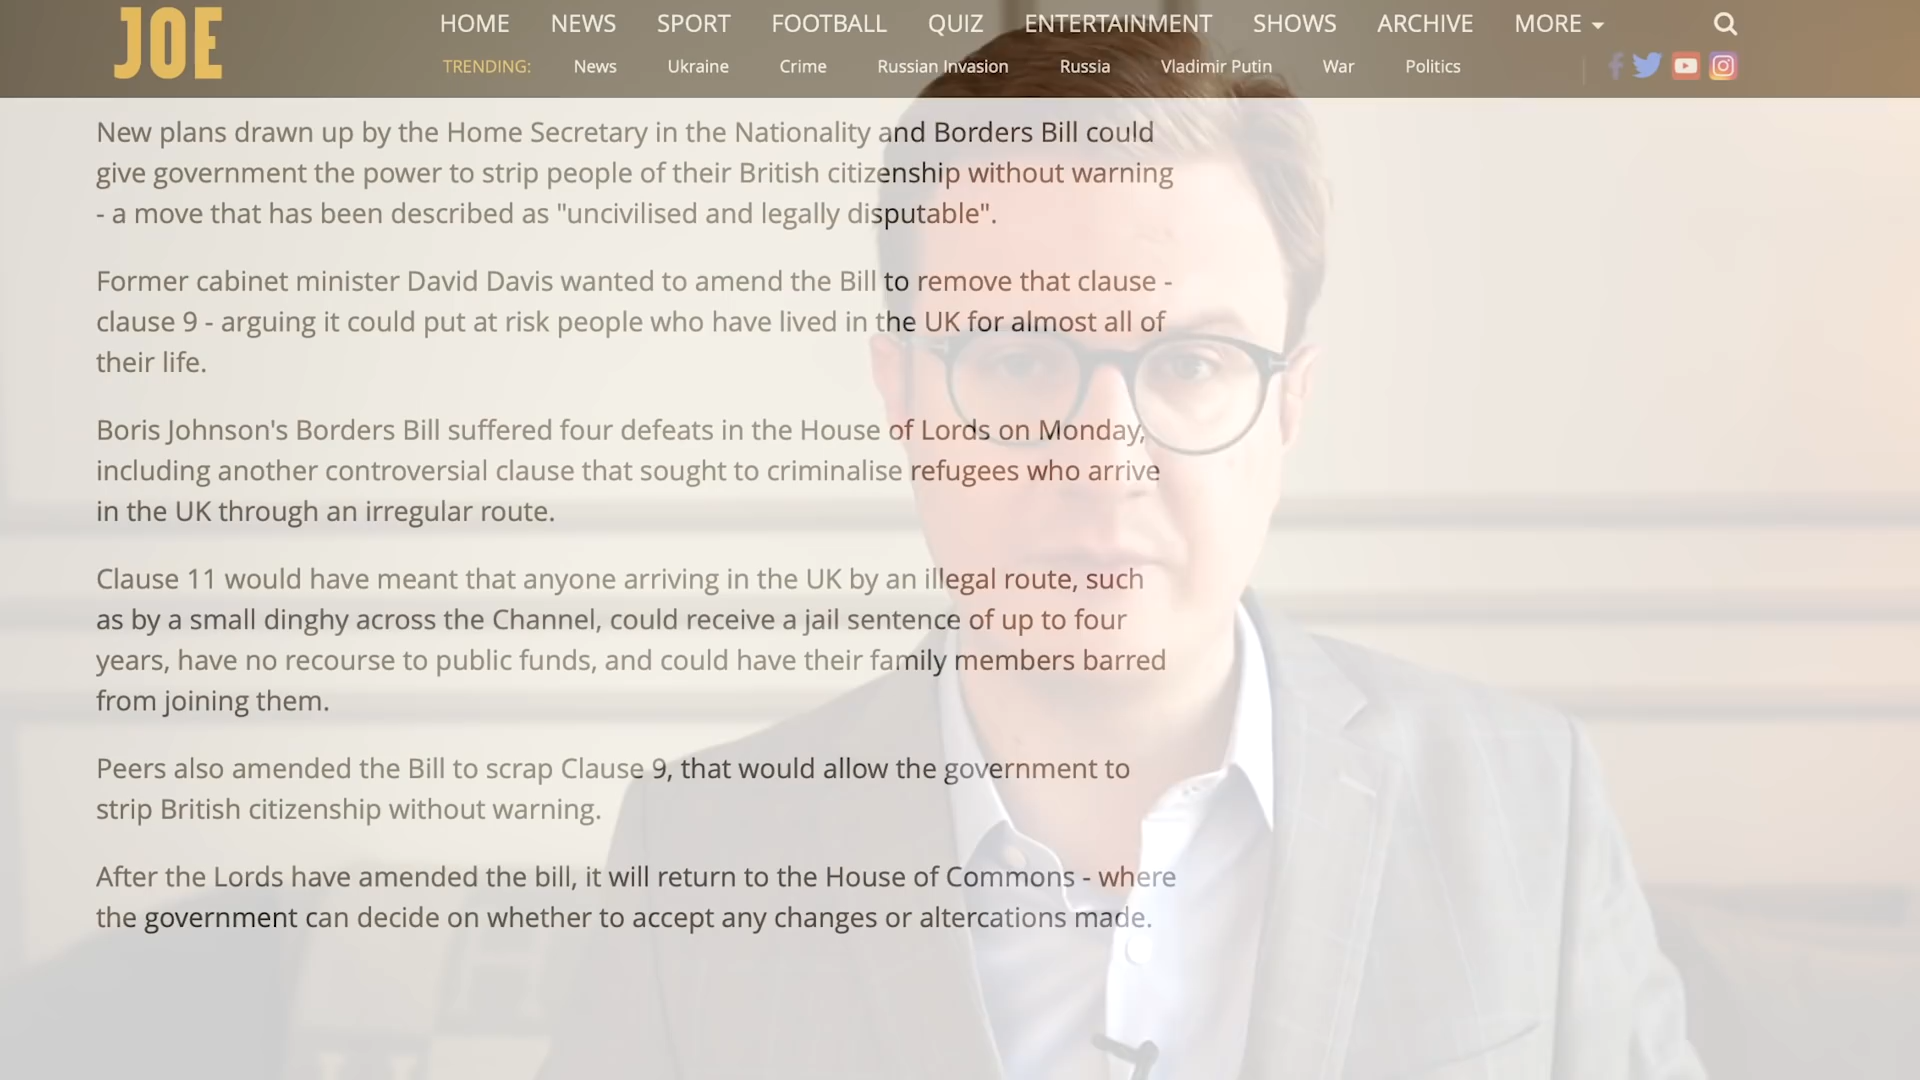 JOE
HOME NEWS SPORT FOOTBALL QUIZ ENTERTAINMENT SHOWS ARCHIVE MORE
TRENDING: News Ukraine Crime Russian Invasion Russia Vladimir Putin War Politics
New plans drawn up by the Home Secretary in the Nationality and Borders Bill could
give government the power to strip people of their British citizenship without warning
- a move that has been described as "uncivilised and legally disputable".
Former cabinet minister David Davis wanted to amend the Bill to remove that clause -
clause 9 - arguing it could put at risk people who have lived in the UK for almost all of
their life.
Boris Johnson's Borders Bill suffered four defeats in the House of Lords on Monday,
including another controversial clause that sought to criminalise refugees who arrive
in the UK through an irregular route.
Clause 11 would have meant that anyone arriving in the UK by an illegal route, such
as by a small dinghy across the Channel, could receive a jail sentence of up to four
years, have no recourse to public funds, and could have their family members barred
from joining them.
Peers also amended the Bill to scrap Clause 9, that would allow the government to
strip British citizenship without warning.
After the Lords have amended the bill, it will return to the House of Commons - where
the government can decide on whether to accept any changes or altercations made.